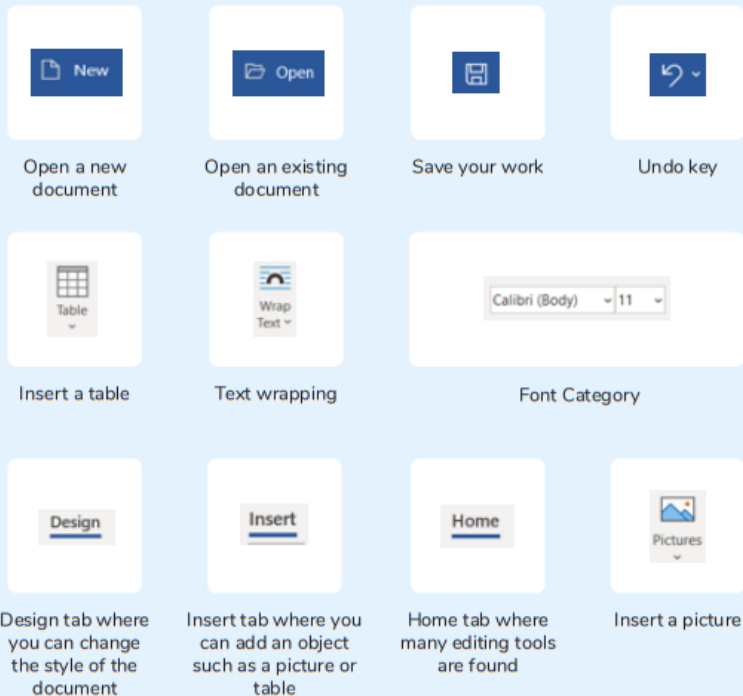 New
Open
Open a new
document
Open an existing
document
Save your work
Undo key
Table
Wrap
Text
Calibri (Body)
11
Insert a table
Text wrapping
Font Category
Design
Insert
Home
Pictures
Design tab where
you can change
the style of the
document
Insert tab where you
can add an object
such as a picture or
table
Home tab where
many editing tools
are found
Insert a picture